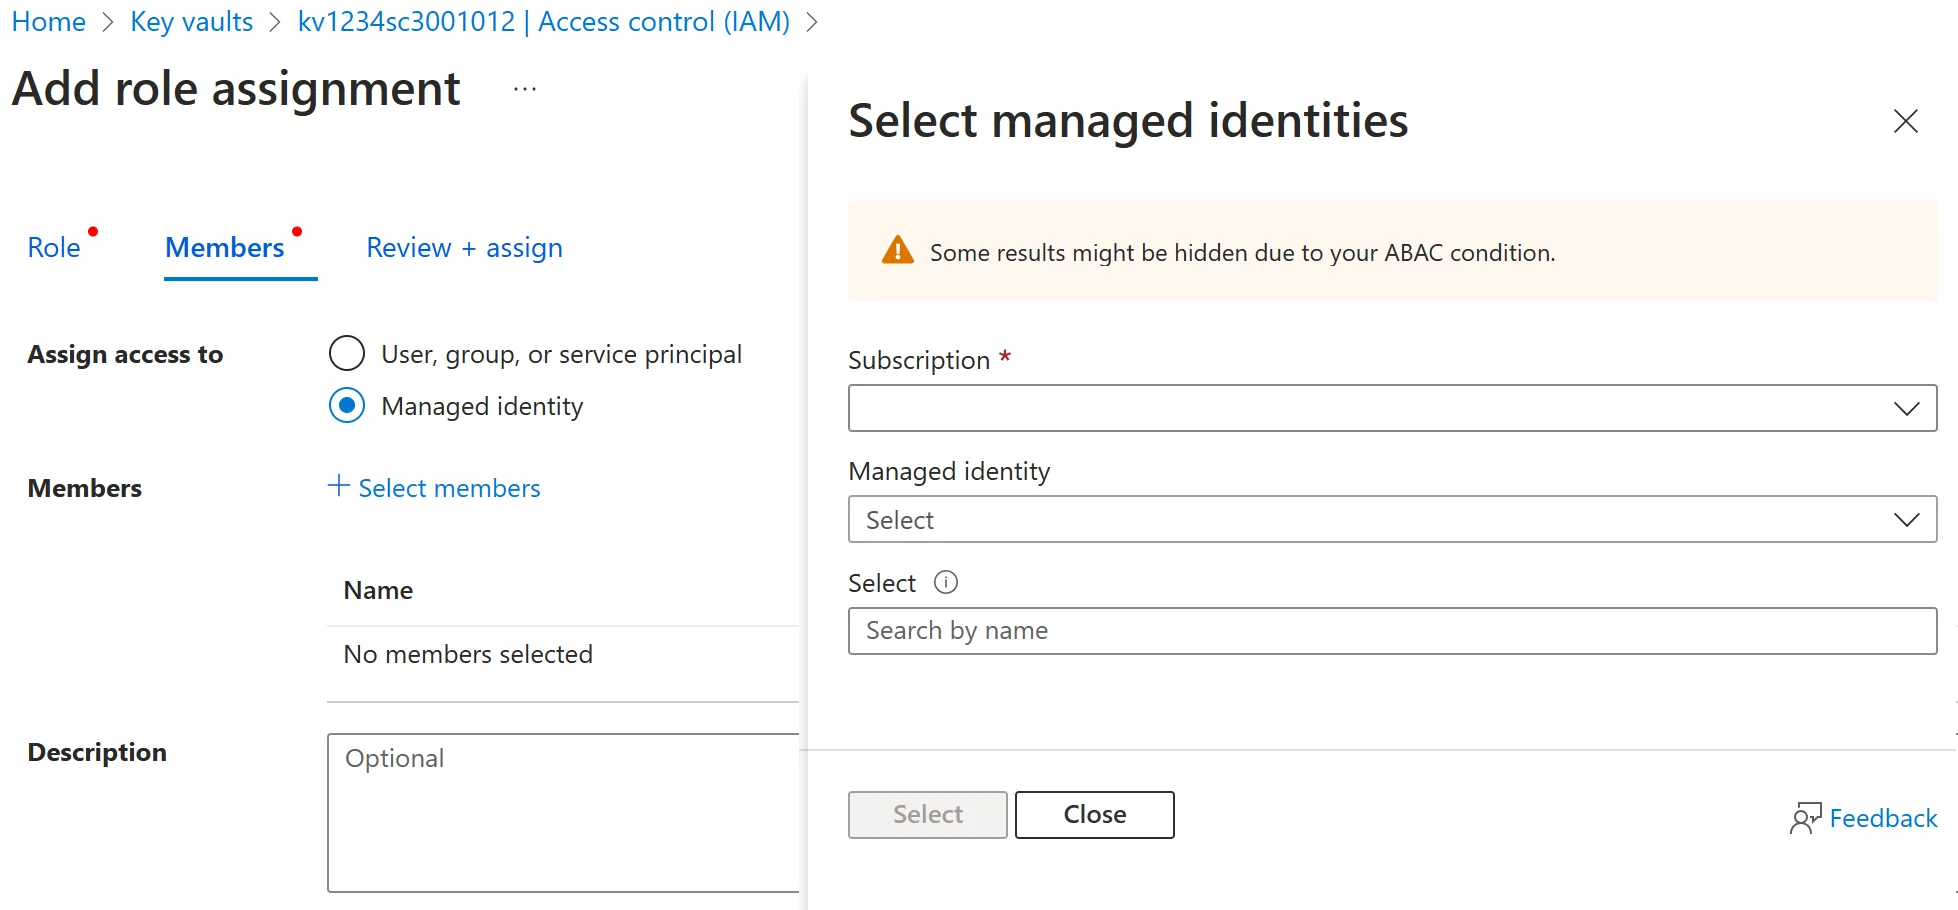 Home > Key vaults > kv1234sc3001012 | Access control (IAM) >
Add role assignment ...
Role Members Review + assign
Assign access to
User, group, or service principal
Managed identity
Members
+ Select members
Name
No members selected
Description
Optional
Select managed identities
Some results might be hidden due to your ABAC condition.
Subscription *
Managed identity
Select
Select
Search by name
Select Close
Feedback